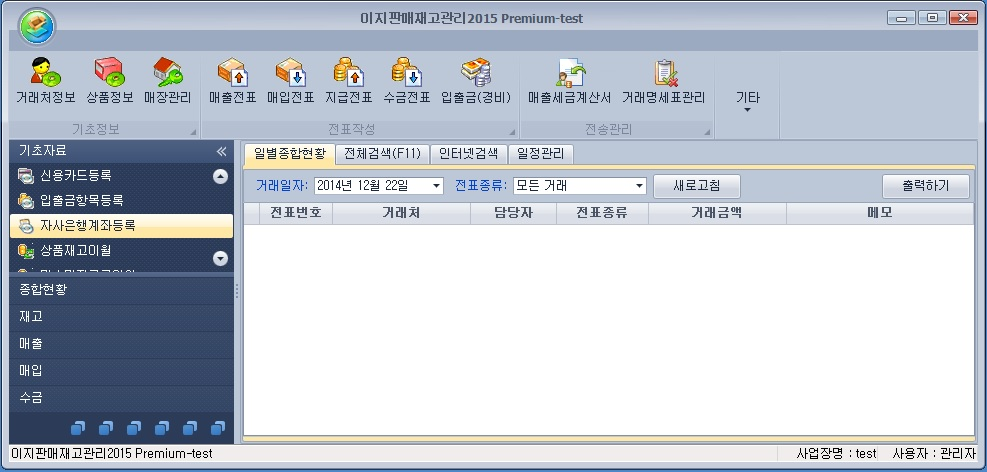 이지판매재고관리2015 Premium-test
거래처정보 상품정보 매장관리 매출전표 매입전표 지급전표 수금전표 입출금(경비) 매출세금계산서 거래명세표관리 기타
기초정보 전표작성 전송관리
기초자료
신용카드등록
입출금항목등록
자사은행계좌등록
상품재고이월
종합현황
재고
매출
매입
수금
일별종합현황 전체검색(F11) 인터넷검색 일정관리
거래일자: 2014년 12월 22일 전표종류: 모든 거래 새로고침 출력하기
전표번호 거래처 담당자 전표종류 거래금액 메모
이지판매재고관리2015 Premium-test 사업장명 : test 사용자 : 관리자